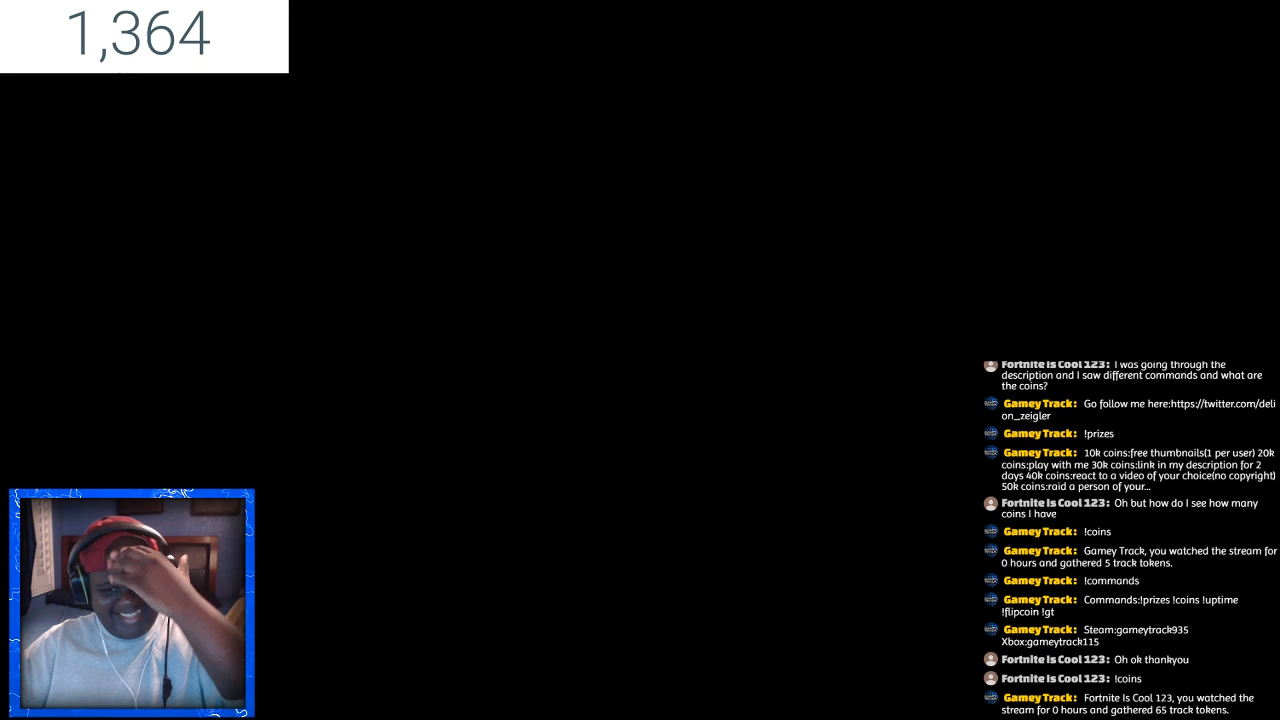 1,364
Fortnite Is Cool 123: I was going through the
description and I saw different commands and what are
the coins?
Gamey Track: Go follow me here:https://twitter.com/deli
on_zeigler
Gamey Track: !prizes
Gamey Track: 10k coins:free thumbnails(1 per user) 20k
coins:play with me 30k coins:link in my description for 2
days 40k coins:react to a video of your choice(no copyright)
50k coins:raid a person of your...
Fortnite Is Cool 123: Oh but how do I see how many
coins I have
Gamey Track: !coins
Gamey Track: Gamey Track, you watched the stream for
0 hours and gathered 5 track tokens.
Gamey Track: !commands
Gamey Track: Commands:!prizes !coins !uptime
!flipcoin !gt
Gamey Track: Steam:gameytrack935
Xbox:gameytrack115
Fortnite Is Cool 123: Oh ok thankyou
Fortnite Is Cool 123: !coins
Gamey Track: Fortnite Is Cool 123, you watched the
stream for 0 hours and gathered 65 track tokens.